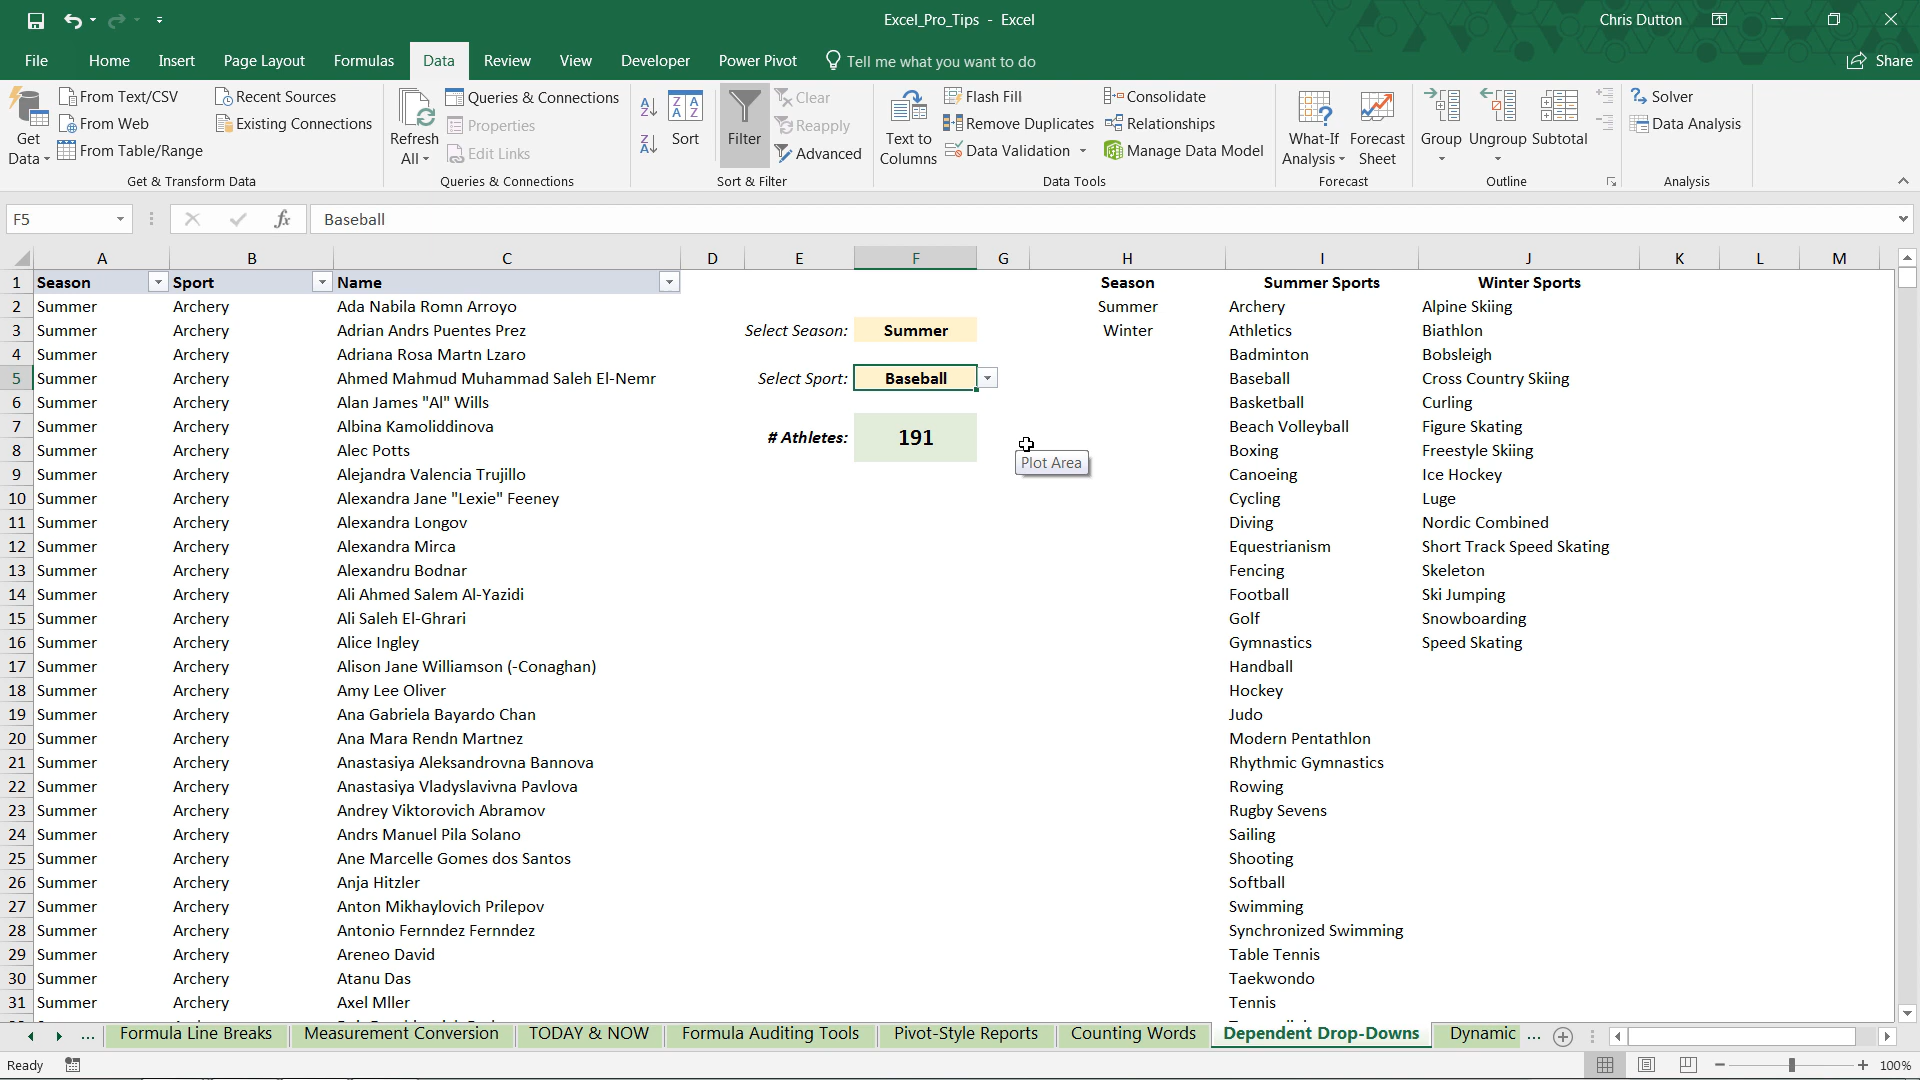 Excel_Pro_Tips - Excel
Chris Dutton
File Home Insert Page Layout Formulas Data Review View Developer Power Pivot Tell me what you want to do Share
Get Data
From Text/CSV
From Web
From Table/Range
Recent Sources
Existing Connections
Get & Transform Data
Refresh All
Queries & Connections
Properties
Edit Links
Queries & Connections
Sort
Filter
Clear
Reapply
Advanced
Sort & Filter
Text to Columns
Flash Fill
Remove Duplicates
Data Validation
Consolidate
Relationships
Manage Data Model
Data Tools
What-If Analysis
Forecast Sheet
Forecast
Group
Ungroup
Subtotal
Outline
Solver
Data Analysis
Analysis
F5 fx Baseball
A B C D E F G H I J K L M
1 Season Sport Name Season Summer Sports Winter Sports
2 Summer Archery Ada Nabila Romn Arroyo Summer Archery Alpine Skiing
3 Summer Archery Adrian Andrs Puentes Prez Select Season: Summer Winter Athletics Biathlon
4 Summer Archery Adriana Rosa Martn Lzaro Badminton Bobsleigh
5 Summer Archery Ahmed Mahmud Muhammad Saleh El-Nemr Select Sport: Baseball Baseball Cross Country Skiing
6 Summer Archery Alan James "Al" Wills Basketball Curling
7 Summer Archery Albina Kamoliddinova # Athletes: 191 Beach Volleyball Figure Skating
8 Summer Archery Alec Potts Plot Area Boxing Freestyle Skiing
9 Summer Archery Alejandra Valencia Trujillo Canoeing Ice Hockey
10 Summer Archery Alexandra Jane "Lexie" Feeney Cycling Luge
11 Summer Archery Alexandra Longov Diving Nordic Combined
12 Summer Archery Alexandra Mirca Equestrianism Short Track Speed Skating
13 Summer Archery Alexandru Bodnar Fencing Skeleton
14 Summer Archery Ali Ahmed Salem Al-Yazidi Football Ski Jumping
15 Summer Archery Ali Saleh El-Ghrari Golf Snowboarding
16 Summer Archery Alice Ingley Gymnastics Speed Skating
17 Summer Archery Alison Jane Williamson (-Conaghan) Handball
18 Summer Archery Amy Lee Oliver Hockey
19 Summer Archery Ana Gabriela Bayardo Chan Judo
20 Summer Archery Ana Mara Rendn Martnez Modern Pentathlon
21 Summer Archery Anastasiya Aleksandrovna Bannova Rhythmic Gymnastics
22 Summer Archery Anastasiya Vladyslavivna Pavlova Rowing
23 Summer Archery Andrey Viktorovich Abramov Rugby Sevens
24 Summer Archery Andrs Manuel Pila Solano Sailing
25 Summer Archery Ane Marcelle Gomes dos Santos Shooting
26 Summer Archery Anja Hitzler Softball
27 Summer Archery Anton Mikhaylovich Prilepov Swimming
28 Summer Archery Antonio Fernndez Fernndez Synchronized Swimming
29 Summer Archery Areneo David Table Tennis
30 Summer Archery Atanu Das Taekwondo
31 Summer Archery Axel Mller Tennis
... Formula Line Breaks Measurement Conversion TODAY & NOW Formula Auditing Tools Pivot-Style Reports Counting Words Dependent Drop-Downs Dynamic ...
Ready 100%